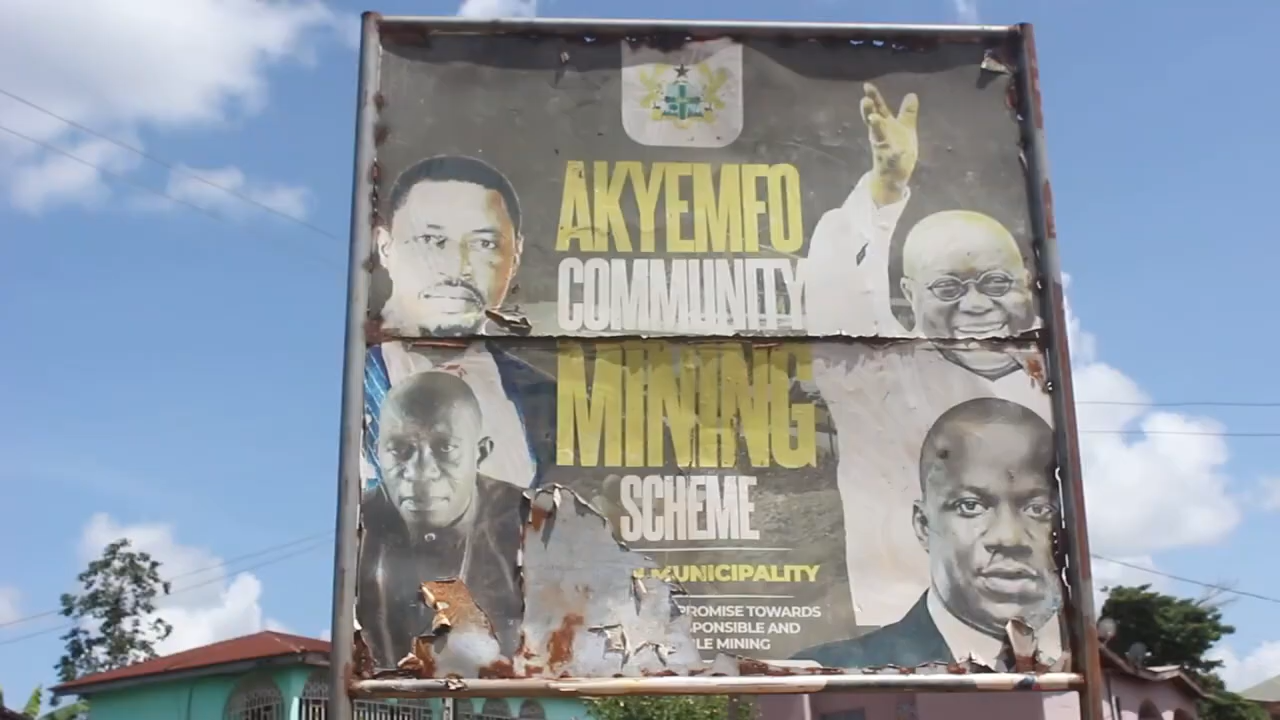 AKYEMFO
COMMUNITY
MINING
SCHEME
MUNICIPALITY
PROMISE TOWARDS
PONSIBLE AND
LE MINING